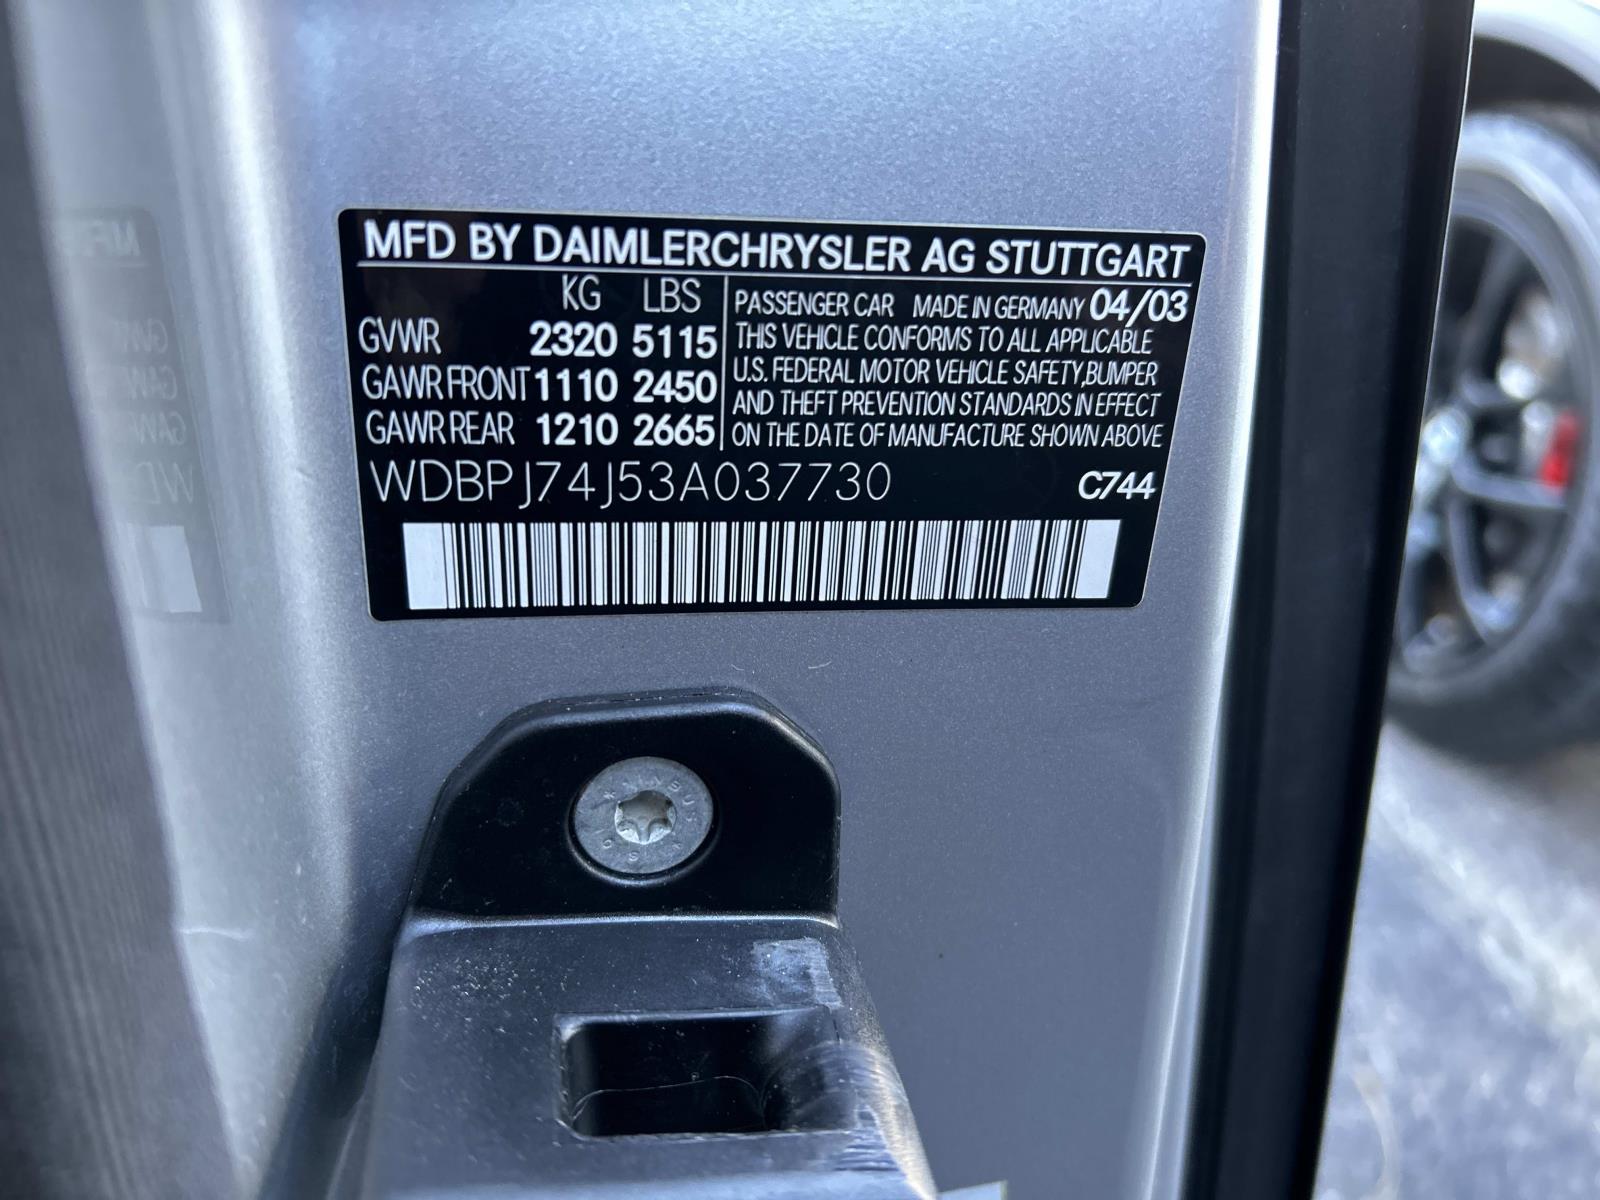 MFD BY DAIMLERCHRYSLER AG STUTTGART
KG LBS
GVWR 2320 5115
GAWR FRONT 1110 2450
GAWR REAR 1210 2665
PASSENGER CAR MADE IN GERMANY 04/03
THIS VEHICLE CONFORMS TO ALL APPLICABLE
U.S. FEDERAL MOTOR VEHICLE SAFETY, BUMPER
AND THEFT PREVENTION STANDARDS IN EFFECT
ON THE DATE OF MANUFACTURE SHOWN ABOVE
WDBPJ74J53A037730 C744